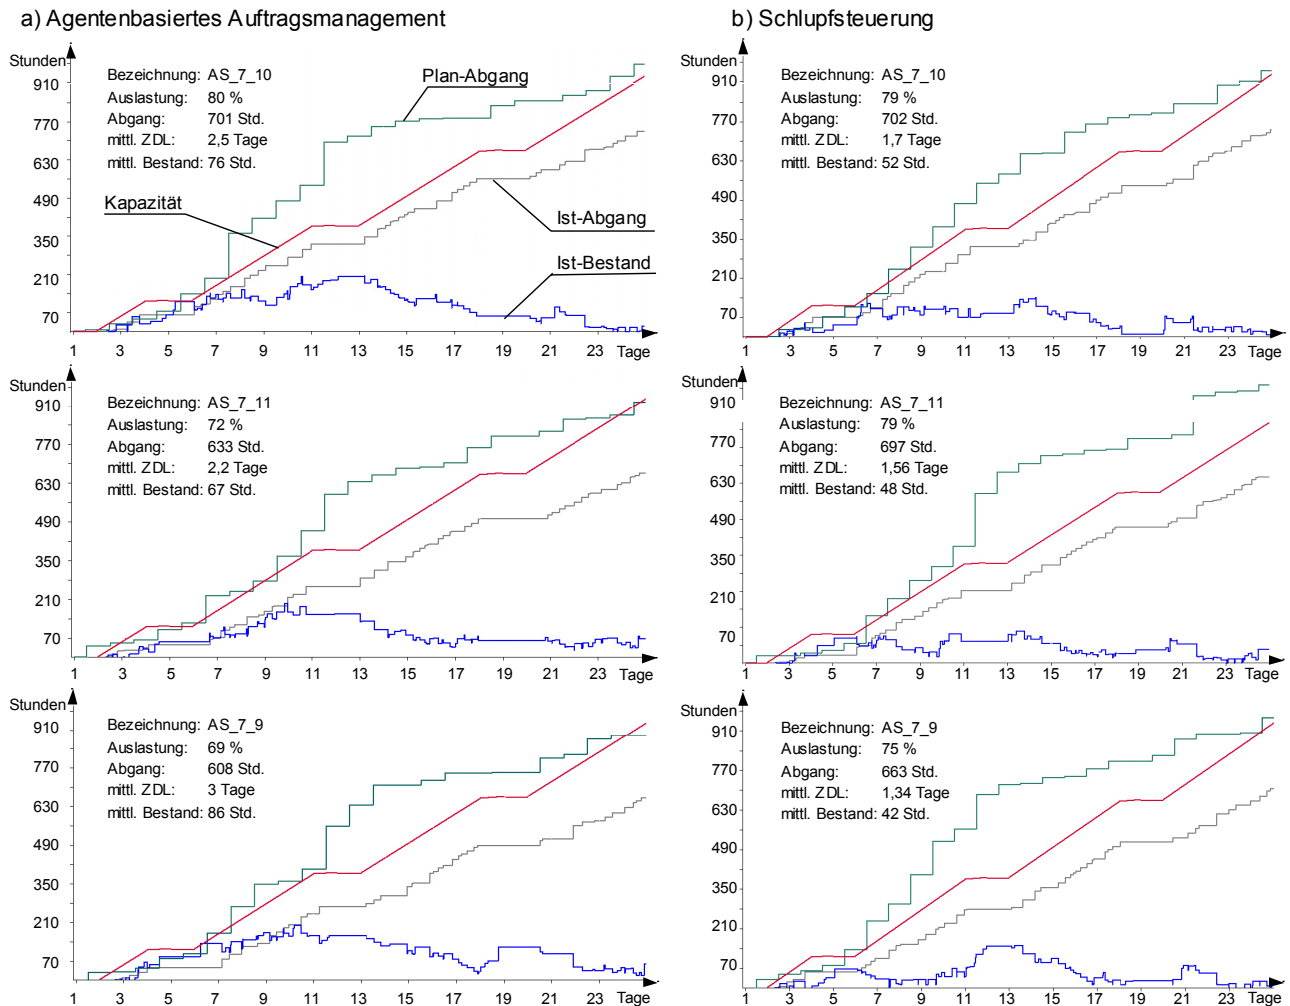 a) Agentenbasiertes Auftragsmanagement
Stunden
910
770
630
490
350
210
70
Bezeichnung: AS_7_10
Auslastung: 80 %
Abgang: 701 Std.
mittl. ZDL: 2,5 Tage
mittl. Bestand: 76 Std.
Plan-Abgang
Kapazität
Ist-Abgang
Ist-Bestand
1 3 5 7 9 11 13 15 17 19 21 23 Tage
Stunden
910
770
630
490
350
210
70
Bezeichnung: AS_7_11
Auslastung: 72 %
Abgang: 633 Std.
mittl. ZDL: 2,2 Tage
mittl. Bestand: 67 Std.
1 3 5 7 9 11 13 15 17 19 21 23 Tage
Stunden
910
770
630
490
350
210
70
Bezeichnung: AS_7_9
Auslastung: 69 %
Abgang: 608 Std.
mittl. ZDL: 3 Tage
mittl. Bestand: 86 Std.
1 3 5 7 9 11 13 15 17 19 21 23 Tage
b) Schlupfsteuerung
Stunden
910
770
630
490
350
210
70
Bezeichnung: AS_7_10
Auslastung: 79 %
Abgang: 702 Std.
mittl. ZDL: 1,7 Tage
mittl. Bestand: 52 Std.
1 3 5 7 9 11 13 15 17 19 21 23 Tage
Stunden
910
770
630
490
350
210
70
Bezeichnung: AS_7_11
Auslastung: 79 %
Abgang: 697 Std.
mittl. ZDL: 1,56 Tage
mittl. Bestand: 48 Std.
1 3 5 7 9 11 13 15 17 19 21 23 Tage
Stunden
910
770
630
490
350
210
70
Bezeichnung: AS_7_9
Auslastung: 75 %
Abgang: 663 Std.
mittl. ZDL: 1,34 Tage
mittl. Bestand: 42 Std.
1 3 5 7 9 11 13 15 17 19 21 23 Tage